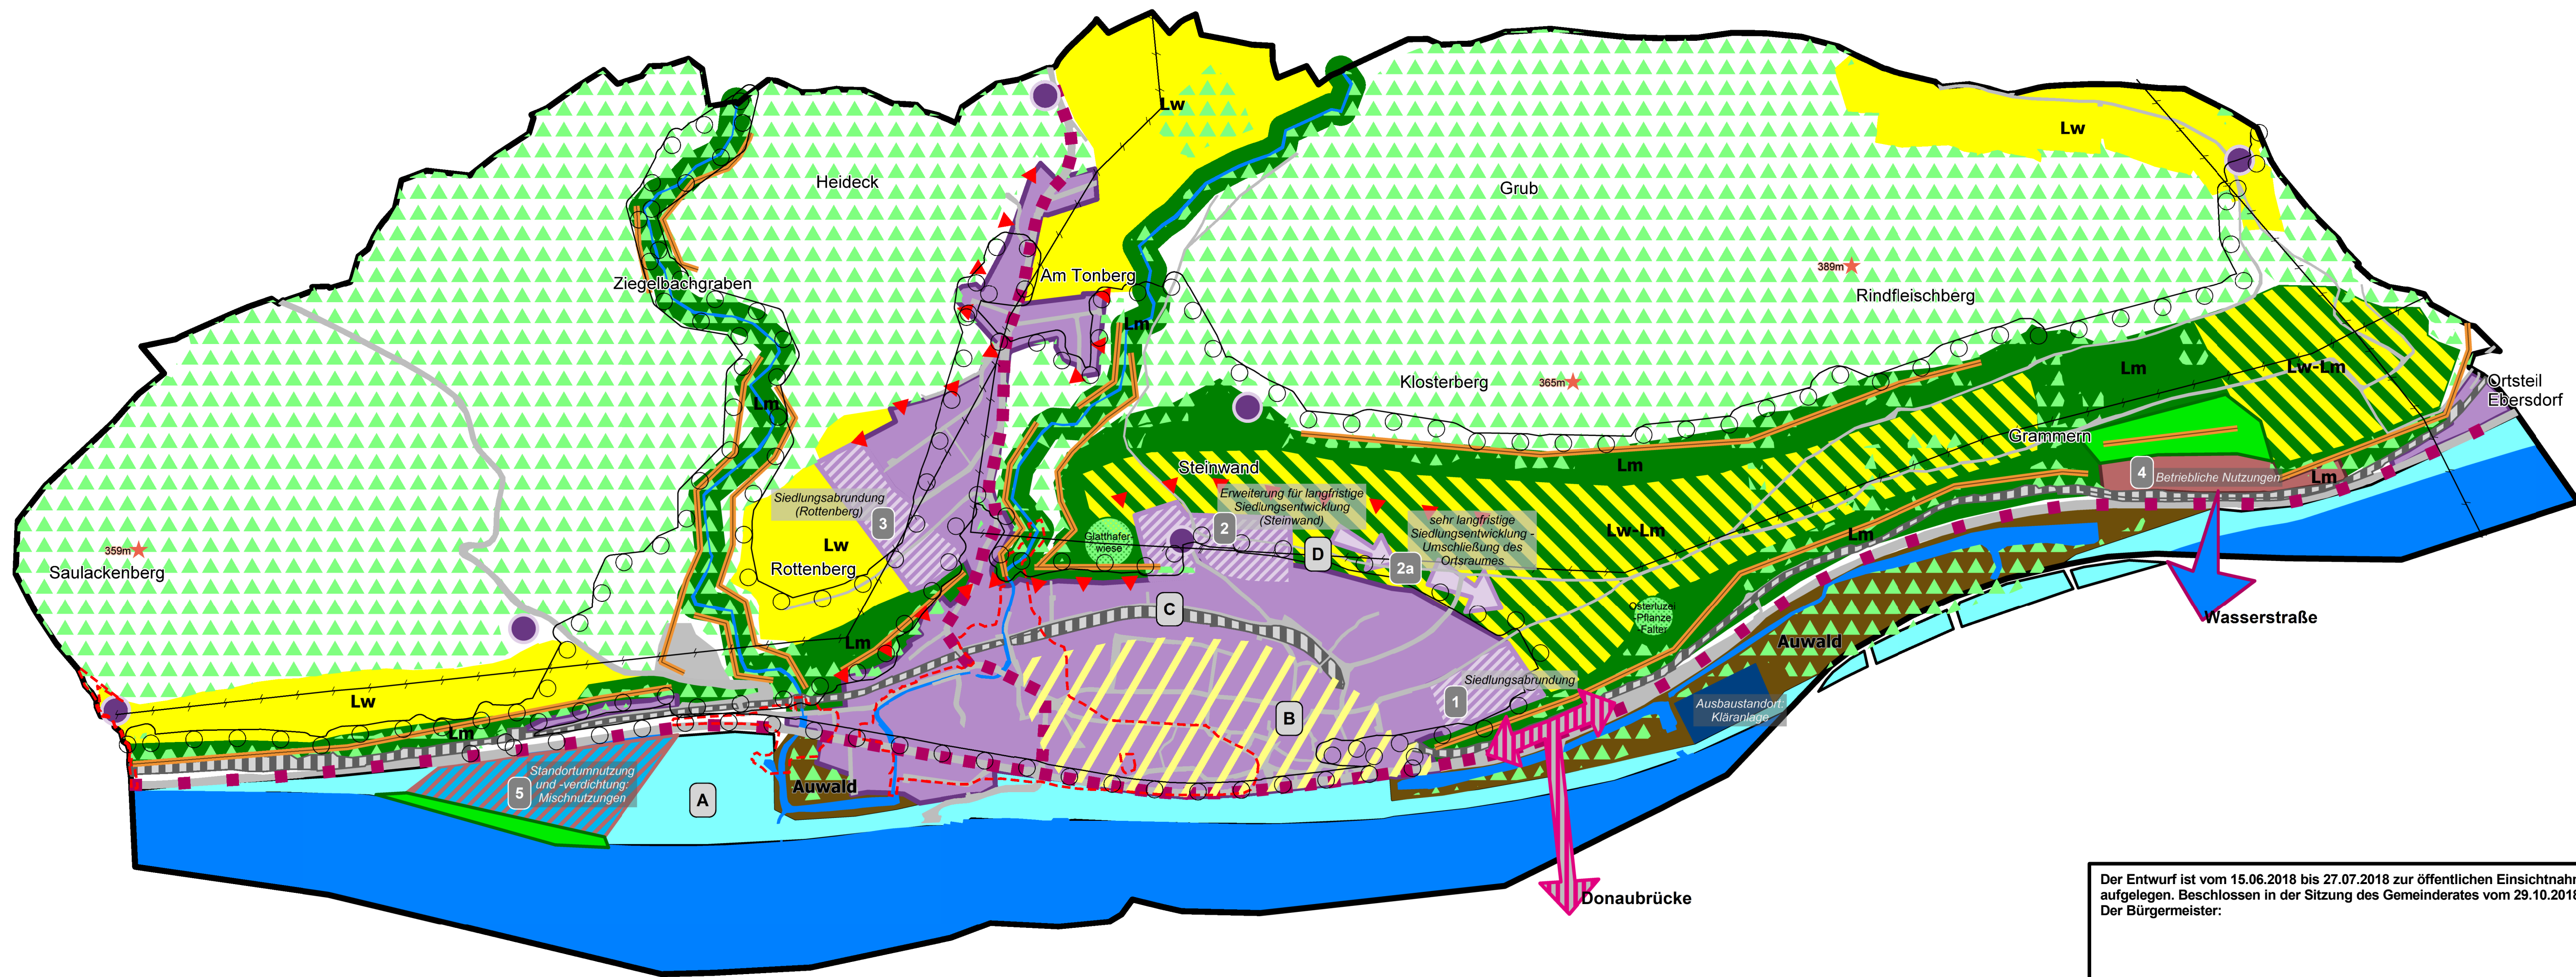 Lw
Lw
Heideck
Grub
Ziegelbachgraben
Am Tonberg
389m
Rindfleischberg
Lm
Klosterberg
365m
Lm
Lw-Lm
Ortsteil
Ebersdorf
Lm
Grammern
Steinwand
Lm
4
Betriebliche Nutzungen
Lm
Siedlungsabrundung
(Rottenberg)
3
Erweiterung für langfristige
Siedlungsentwicklung
(Steinwand)
2
sehr langfristige
Siedlungsentwicklung -
Umschließung des
Ortsraumes
2a
Lw-Lm
Lm
Glatthafer-
wiese
D
359m
Saulackenberg
Lw
Rottenberg
C
Osterluzei
-Pflanze
-Falter
Wasserstraße
Lm
Auwald
Siedlungsabrundung
1
Lw
Lm
B
Ausbaustandort:
Kläranlage
5
Standortumnutzung
und -verdichtung:
Mischnutzungen
A
Auwald
Donaubrücke
Der Entwurf ist vom 15.06.2018 bis 27.07.2018 zur öffentlichen Einsichtnahm
aufgelegen. Beschlossen in der Sitzung des Gemeinderates vom 29.10.2018
Der Bürgermeister: